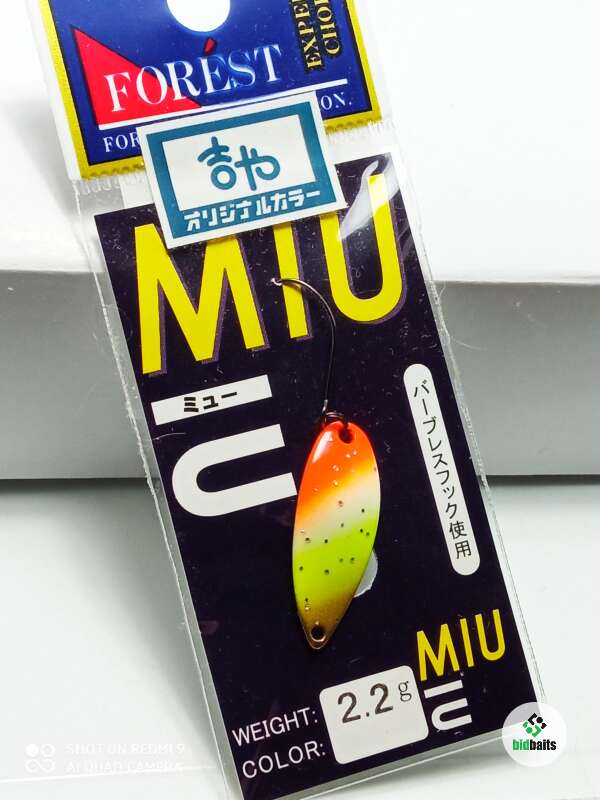 FORÉST
EXPE
CHOI
FOR
ION.
吉や
オリジナルカラー
MIU
ミュー
バーブレスフック使用
MIU
WEIGHT: 2.2g
COLOR:
SHOT ON REDMI 9
AI QUAD CAMERA
bidbaits